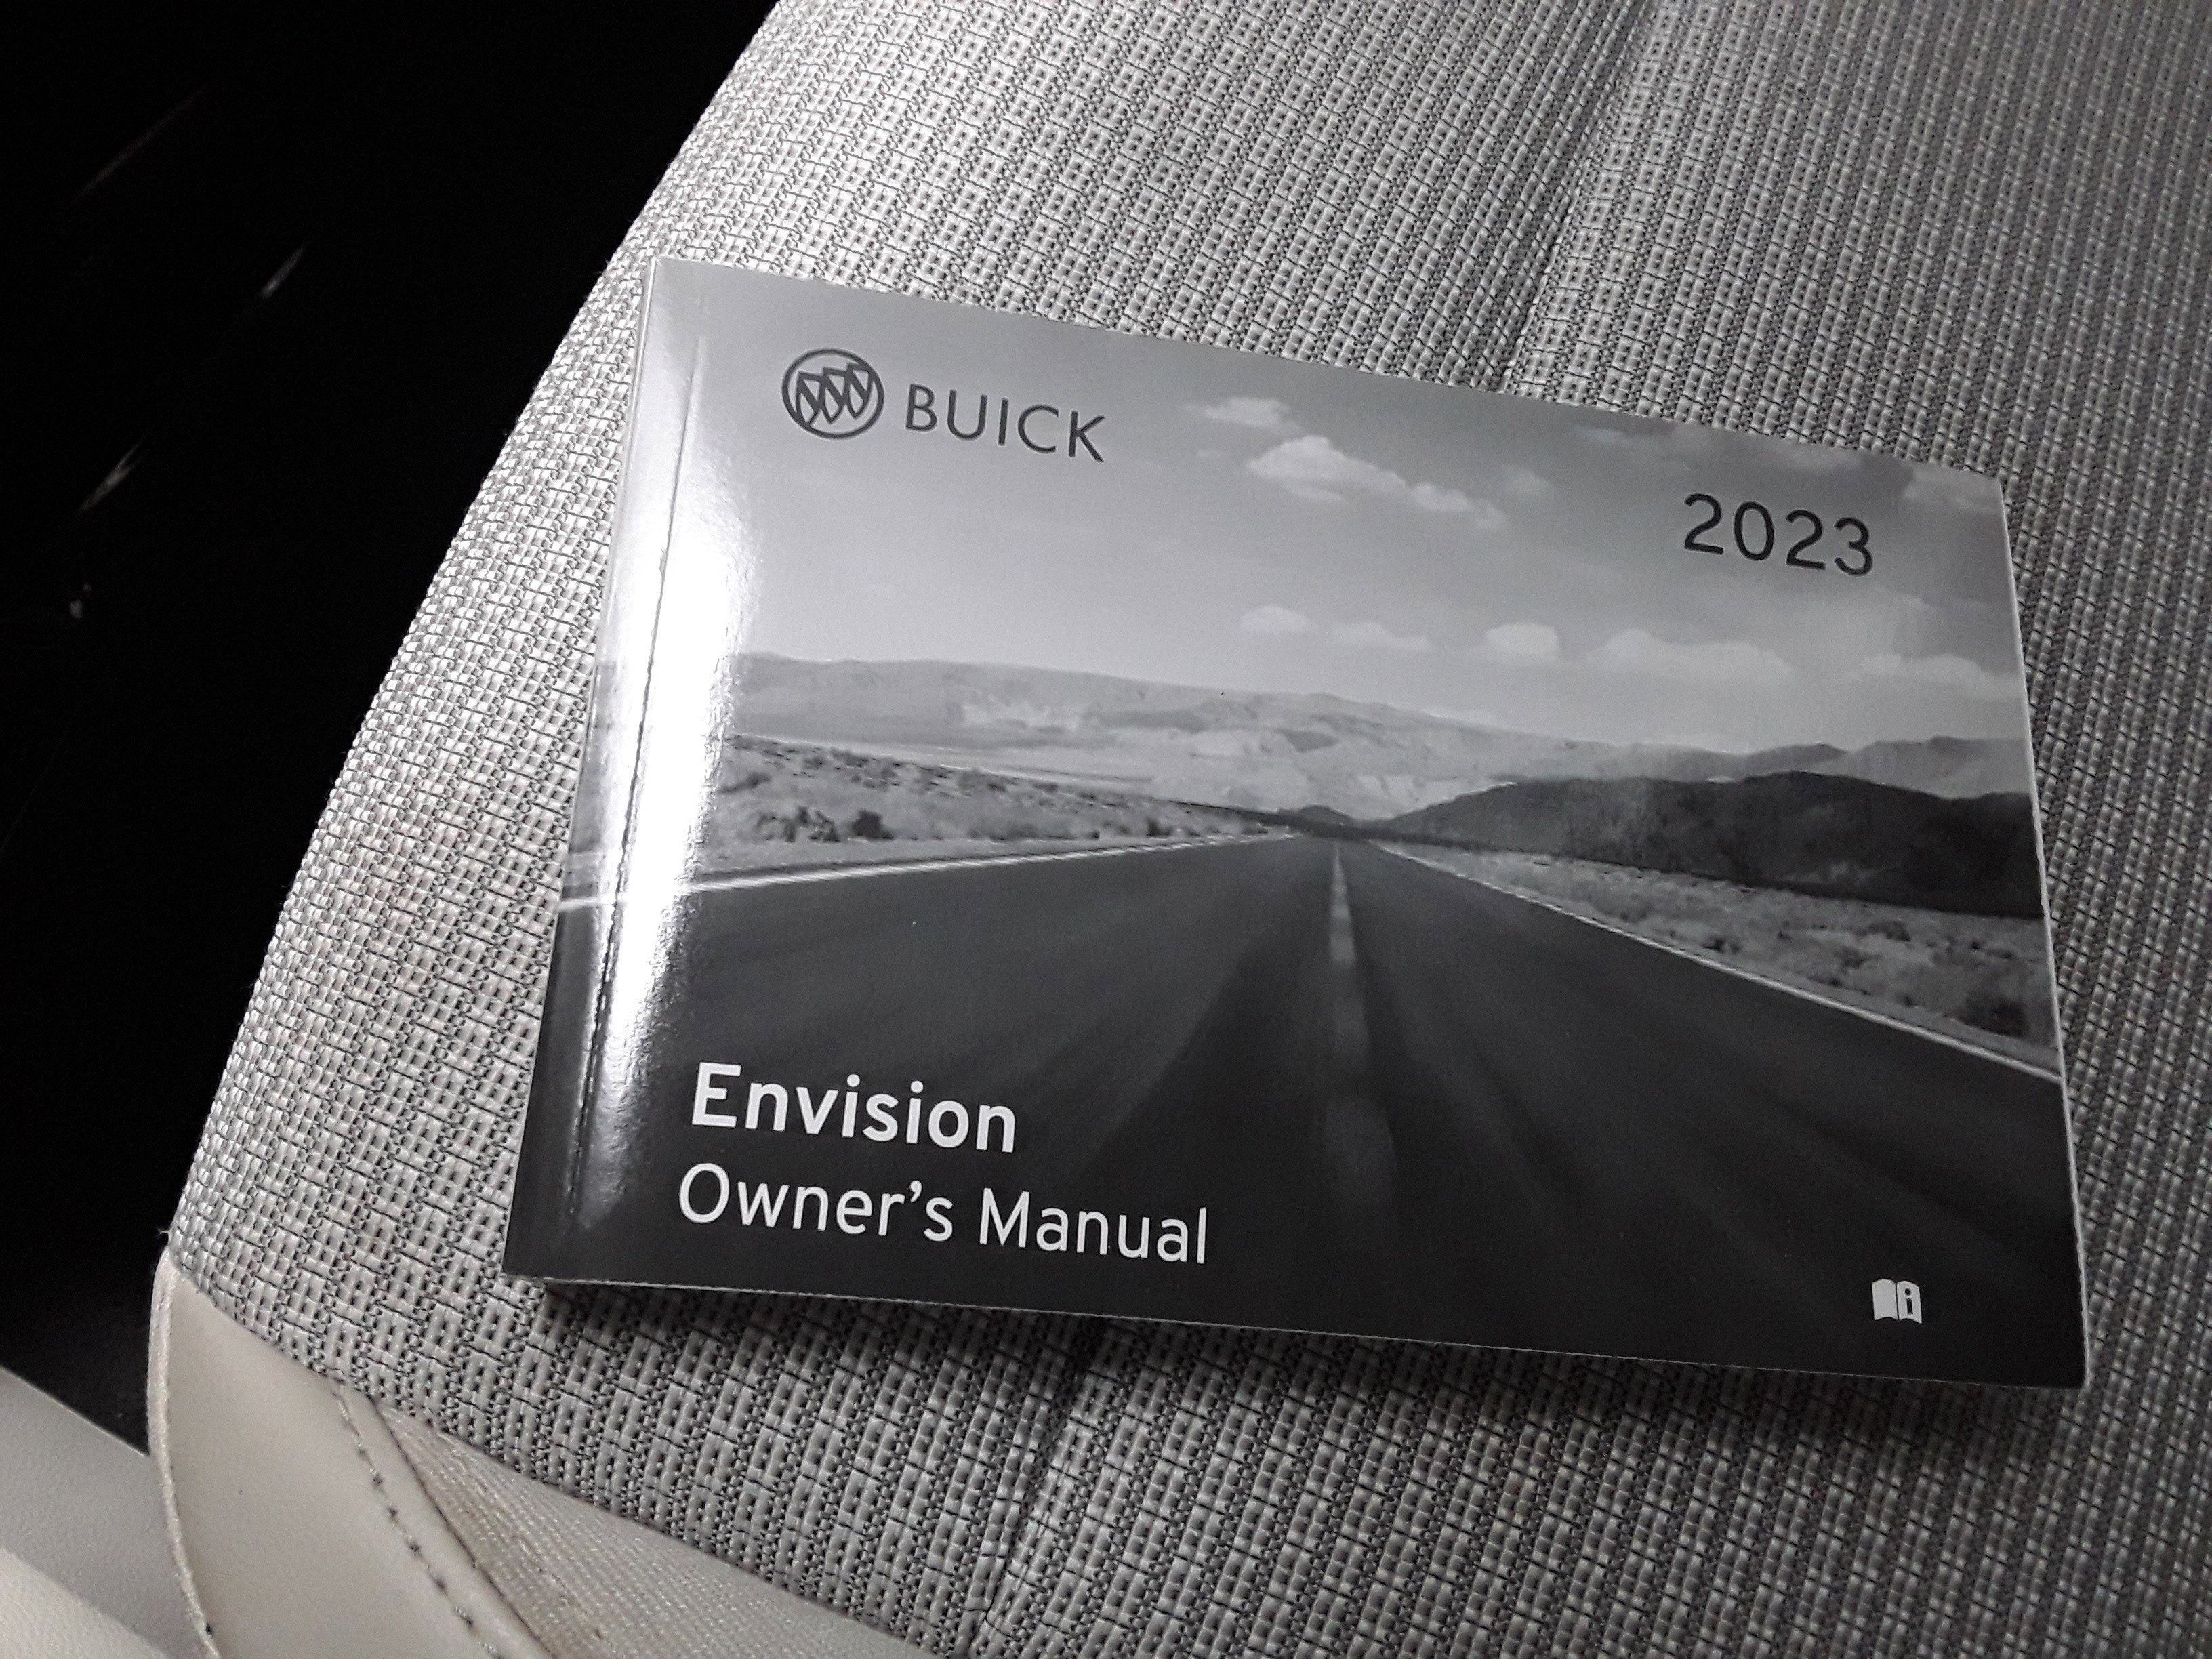 BUICK
2023
Envision
Owner's Manual